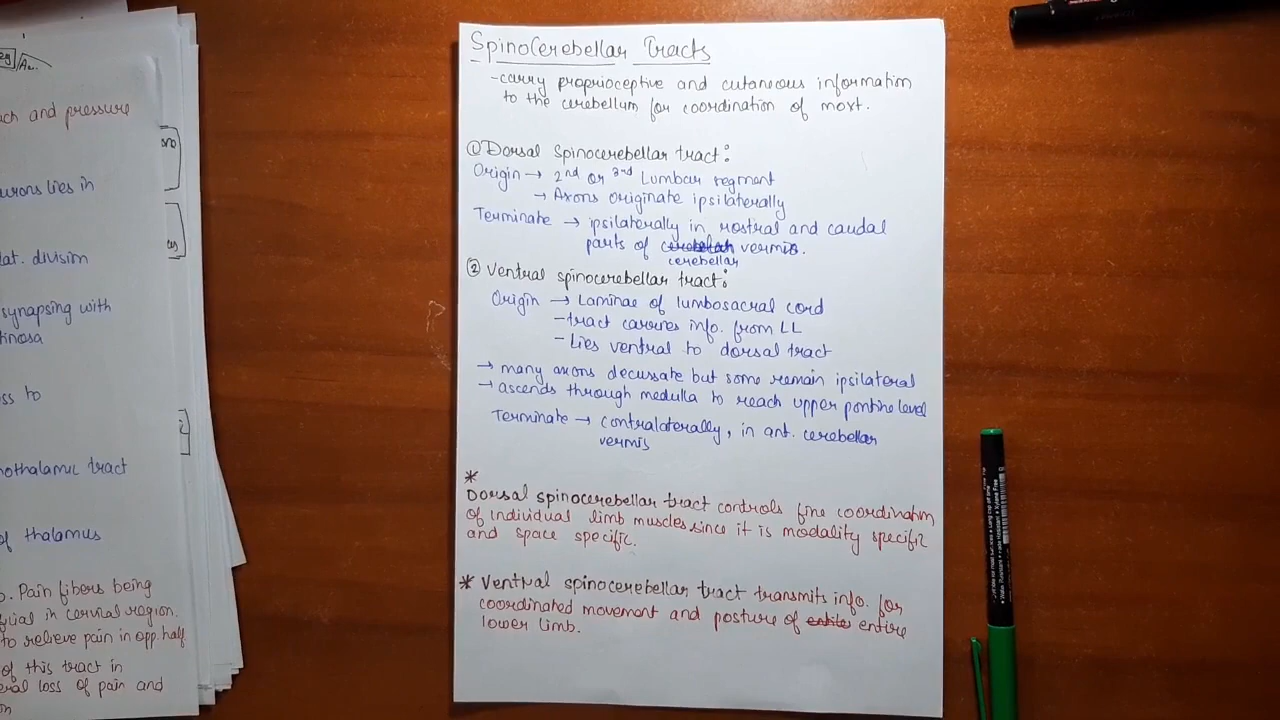 ach and pressure
urons lies in
lat. division
synapsing with
tinosa
ss to
nothalamic tract
of thalamus
Pain fibers being
cial in cervical region.
to relieve pain in opp. half
of this tract in
eral loss of pain and
on
Spinocerebellar Tracts
-carry proprioceptive and cutaneous information
to the cerebellum for coordination of movt.
① Dorsal Spinocerebellar tract:
Origin → 2nd or 3rd Lumbar segment
→ Axons originate ipsilaterally
Terminate → ipsilaterally in rostral and caudal
parts of vermis.
cerebellar
② Ventral spinocerebellar tract:
Origin → Laminae of lumbosacral cord
- tract carries info. from LL
- Lies ventral to dorsal tract
→ many axons decussate but some remain ipsilateral
→ ascends through medulla to reach upper pontine level
Terminate → contralaterally, in ant. cerebellar
vermis
*
Dorsal spinocerebellar tract controls fine coordination
of individual limb muscles since it is modality specific
and space specific.
* Ventral spinocerebellar tract transmits info. for
coordinated movement and posture of entire entire
lower limb.